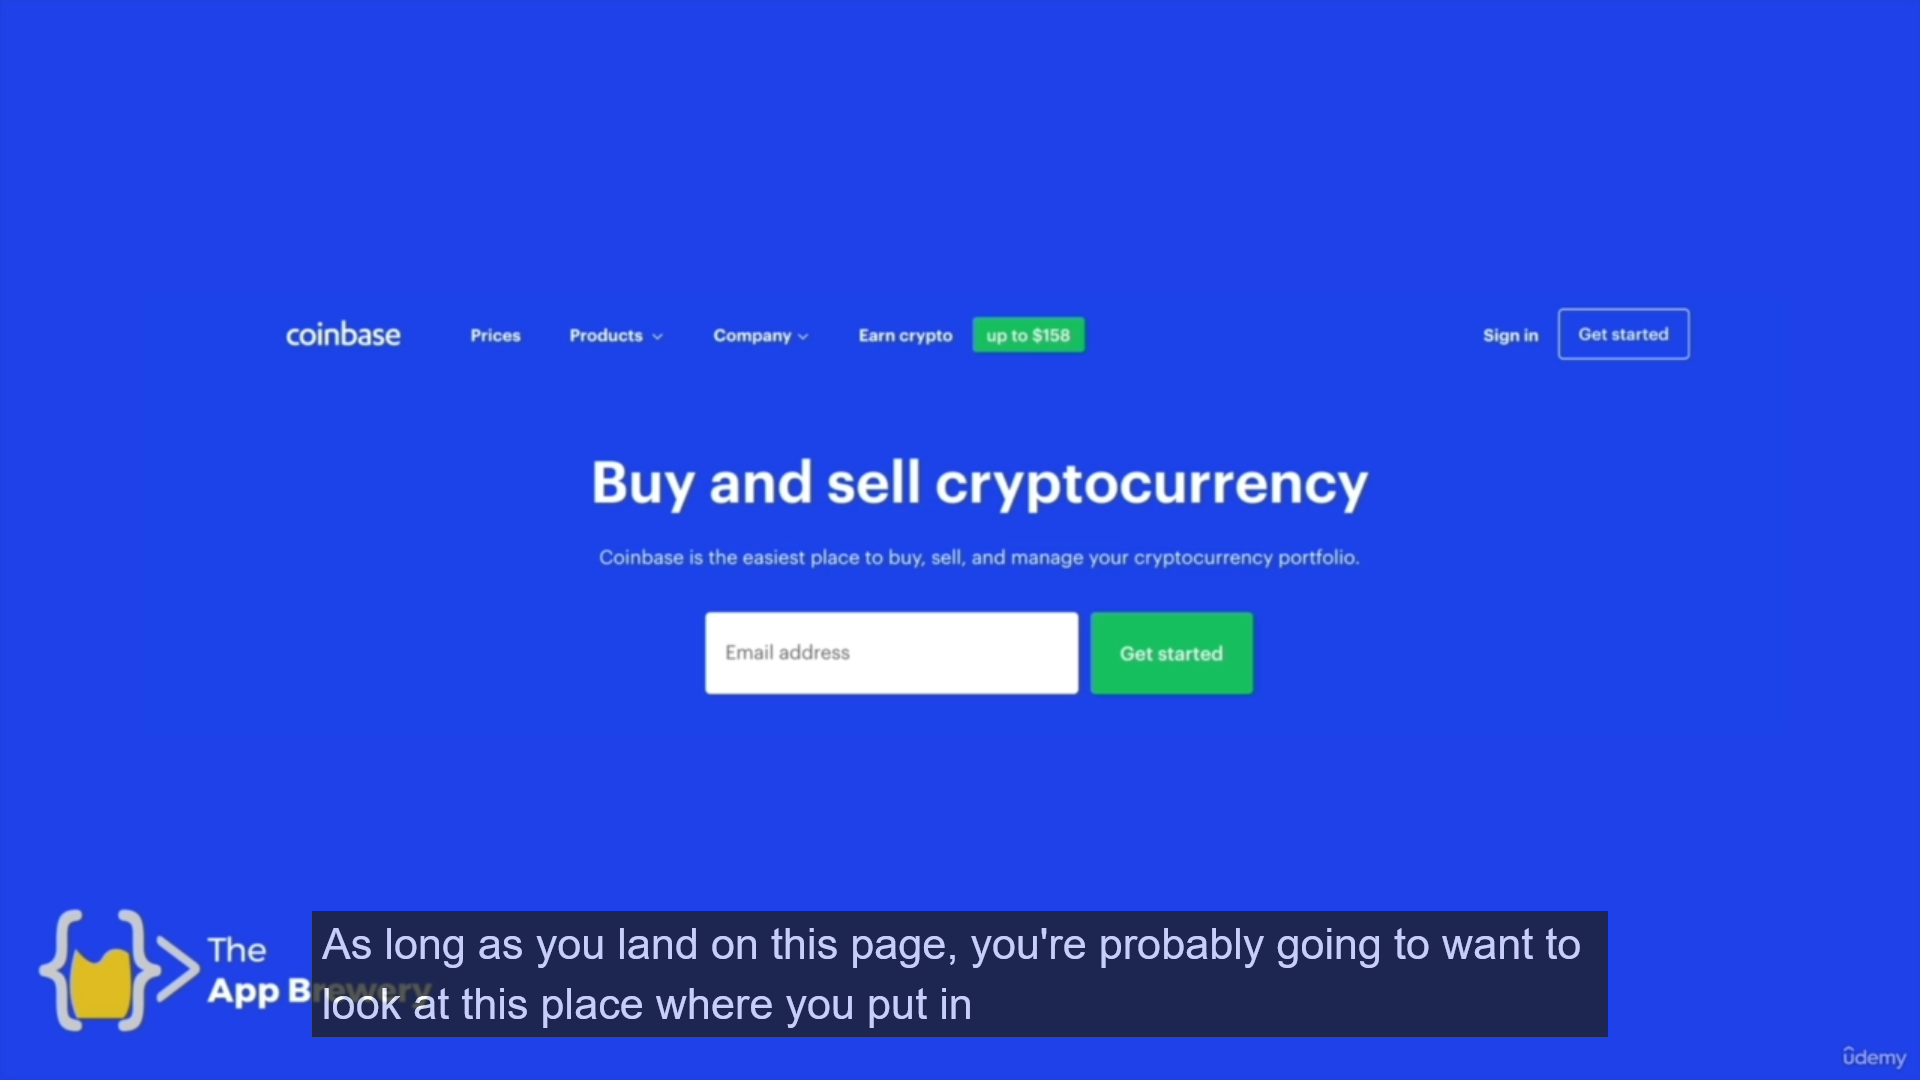 coinbase Prices Products Company Earn crypto up to $158 Sign in Get started
Buy and sell cryptocurrency
Coinbase is the easiest place to buy, sell, and manage your cryptocurrency portfolio.
Email address Get started
The
App Brewery
As long as you land on this page, you're probably going to want to
look at this place where you put in
udemy